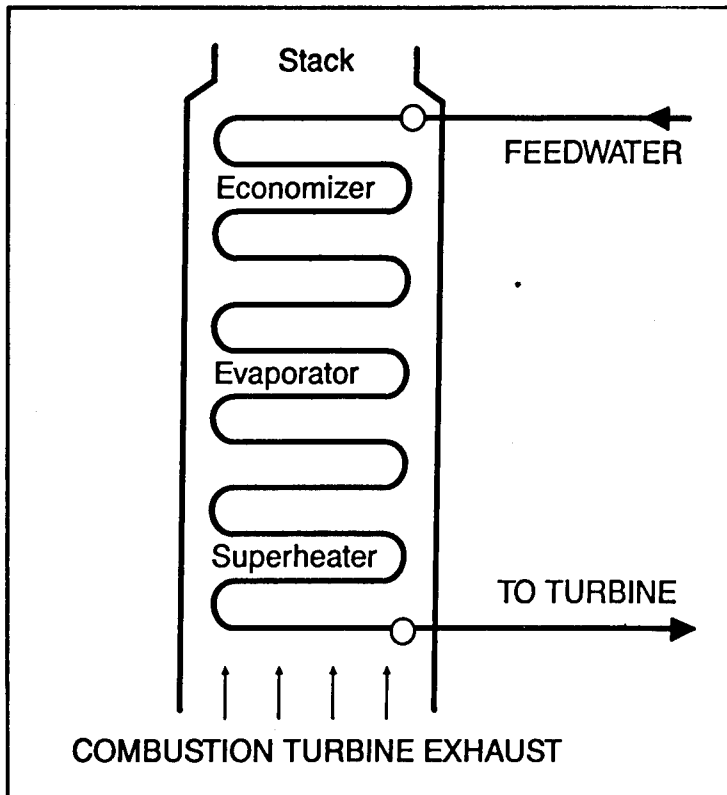 Stack
FEEDWATER
Economizer
Evaporator
Superheater
TO TURBINE
COMBUSTION TURBINE EXHAUST